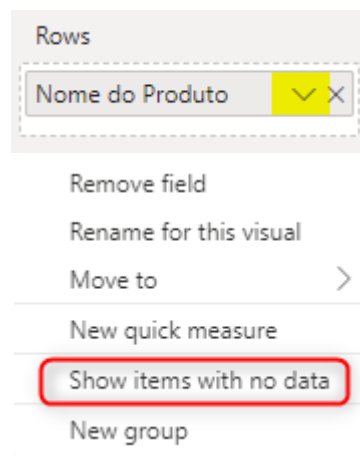 Rows
Nome do Produto
Remove field
Rename for this visual
Move to
New quick measure
Show items with no data
New group